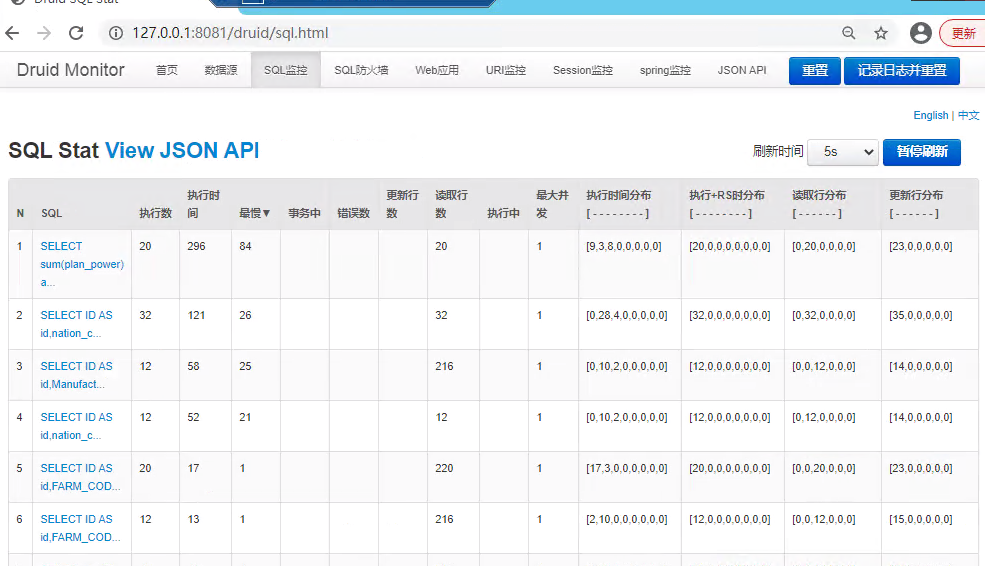 Druid SQL Stat
127.0.0.1:8081/druid/sql.html
更新
Druid Monitor 首页 数据源 SQL监控 SQL防火墙 Web应用 URI监控 Session监控 spring监控 JSON API 重置 记录日志并重置
English | 中文
SQL Stat View JSON API 刷新时间 5s 暂停刷新
N SQL 执行数 执行时间 最慢▼ 事务中 错误数 更新行数 读取行数 执行中 最大并发 执行时间分布 [ - - - - - - - - ] 执行+RS时分布 [ - - - - - - - - ] 读取行分布 [ - - - - - - ] 更新行分布 [ - - - - - - ]
1 SELECT sum(plan_power) a... 20 296 84 20 1 [9,3,8,0,0,0,0,0] [20,0,0,0,0,0,0,0] [0,20,0,0,0,0] [23,0,0,0,0,0]
2 SELECT ID AS id,nation_c... 32 121 26 32 1 [0,28,4,0,0,0,0,0] [32,0,0,0,0,0,0,0] [0,32,0,0,0,0] [35,0,0,0,0,0]
3 SELECT ID AS id,Manufact... 12 58 25 216 1 [0,10,2,0,0,0,0,0] [12,0,0,0,0,0,0,0] [0,0,12,0,0,0] [14,0,0,0,0,0]
4 SELECT ID AS id,nation_c... 12 52 21 12 1 [0,10,2,0,0,0,0,0] [12,0,0,0,0,0,0,0] [0,12,0,0,0,0] [14,0,0,0,0,0]
5 SELECT ID AS id,FARM_COD... 20 17 1 220 1 [17,3,0,0,0,0,0,0] [20,0,0,0,0,0,0,0] [0,0,20,0,0,0] [23,0,0,0,0,0]
6 SELECT ID AS id,FARM_COD... 12 13 1 216 1 [2,10,0,0,0,0,0,0] [12,0,0,0,0,0,0,0] [0,0,12,0,0,0] [15,0,0,0,0,0]